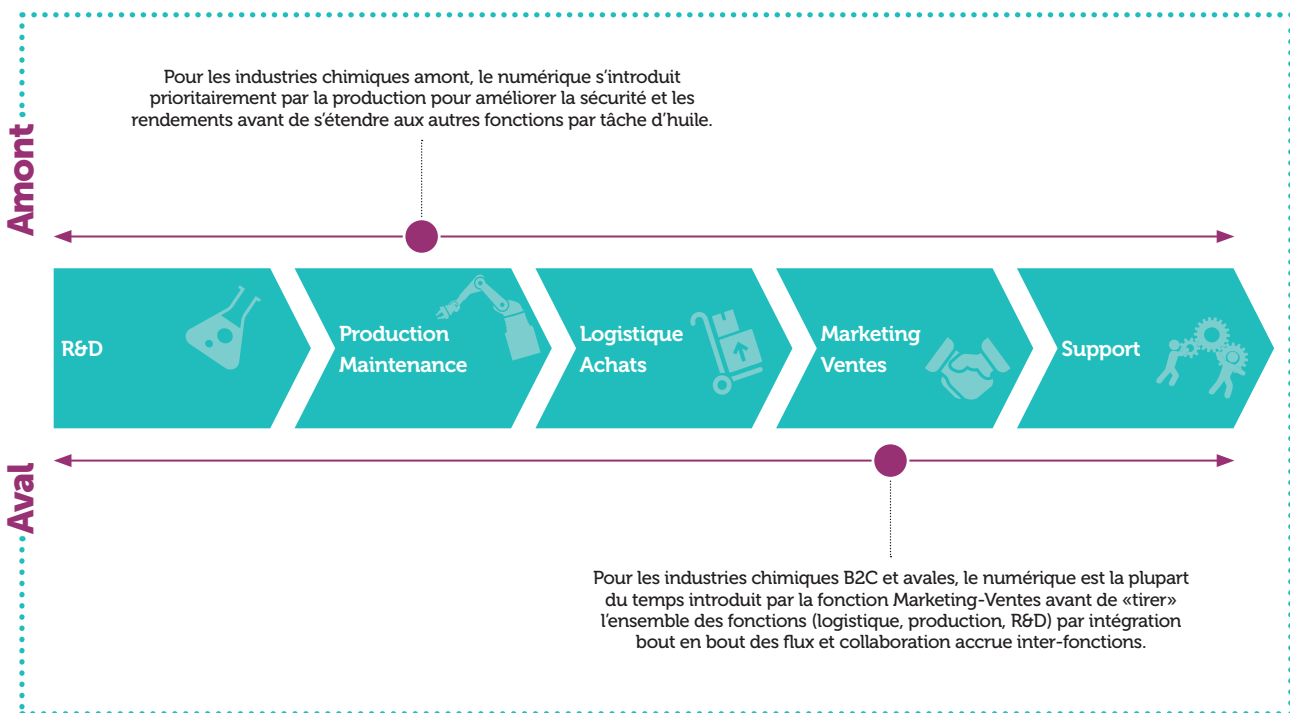 Pour les industries chimiques amont, le numérique s'introduit
prioritairement par la production pour améliorer la sécurité et les
rendements avant de s'étendre aux autres fonctions par tâche d'huile.
Amont
R&D
Production
Maintenance
Logistique
Achats
Marketing
Ventes
Support
Aval
Pour les industries chimiques B2C et avales, le numérique est la plupart
du temps introduit par la fonction Marketing-Ventes avant de «tirer»
l'ensemble des fonctions (logistique, production, R&D) par intégration
bout en bout des flux et collaboration accrue inter-fonctions.